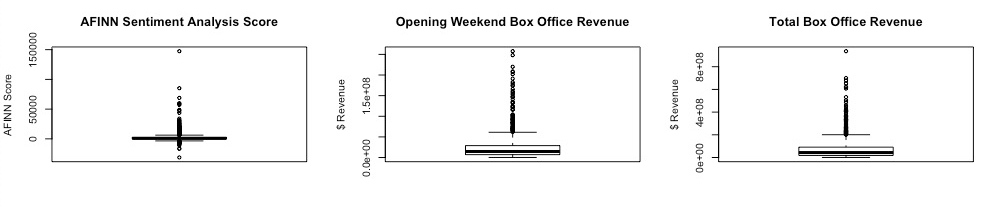 AFINN Sentiment Analysis Score
AFINN Score
150000
50000
0
Opening Weekend Box Office Revenue
$ Revenue
1.5e+08
0.0e+00
Total Box Office Revenue
$ Revenue
8e+08
4e+08
0e+00